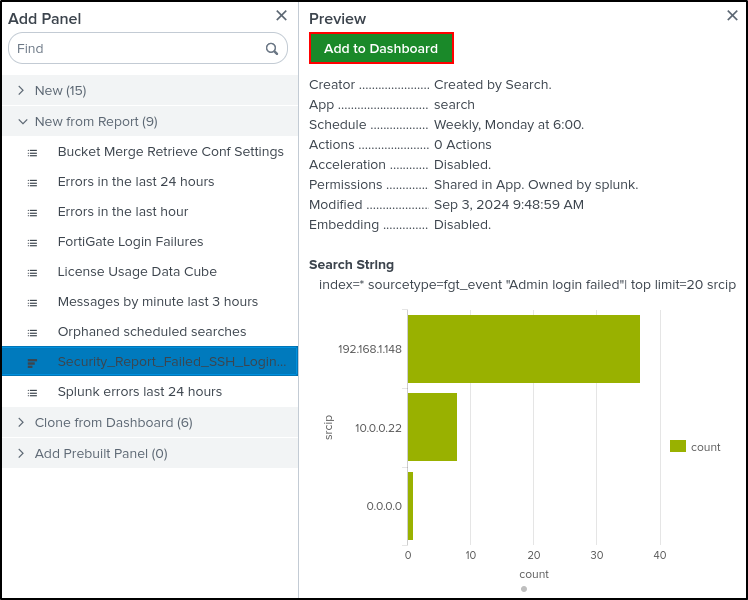 Add Panel
Find
New (15)
New from Report (9)
Bucket Merge Retrieve Conf Settings
Errors in the last 24 hours
Errors in the last hour
FortiGate Login Failures
License Usage Data Cube
Messages by minute last 3 hours
Orphaned scheduled searches
Security_Report_Failed_SSH_Login...
Splunk errors last 24 hours
Clone from Dashboard (6)
Add Prebuilt Panel (0)
Preview
Add to Dashboard
Creator ...................... Created by Search.
App ............................ search
Schedule .................. Weekly, Monday at 6:00.
Actions ...................... 0 Actions
Acceleration ............ Disabled.
Permissions ............. Shared in App. Owned by splunk.
Modified .................... Sep 3, 2024 9:48:59 AM
Embedding .............. Disabled.
Search String
index=* sourcetype=fgt_event "Admin login failed"| top limit=20 srcip
192.168.1.148
10.0.0.22
0.0.0.0
srcip
0 10 20 30 40
count
count